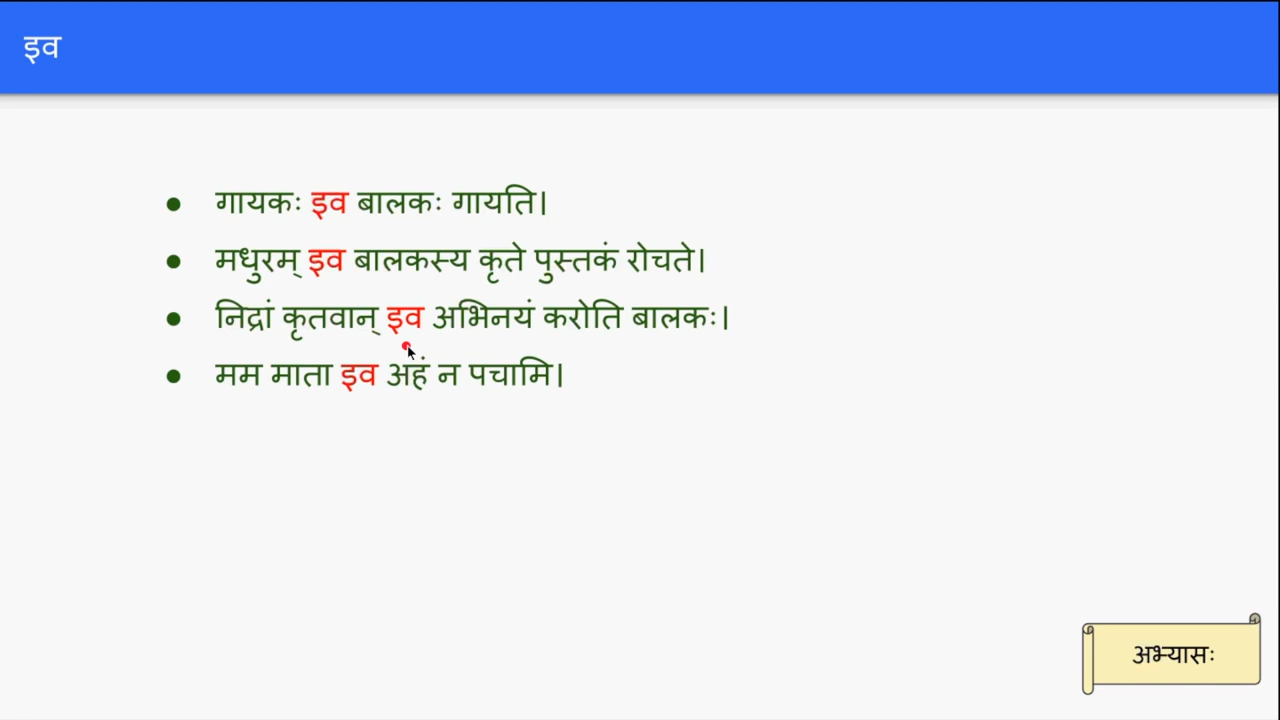 इव
● गायकः इव बालकः गायति।
● मधुरम् इव बालकस्य कृते पुस्तकं रोचते।
● निद्रां कृतवान् इव अभिनयं करोति बालकः।
● मम माता इव अहं न पचामि।
अभ्यासः